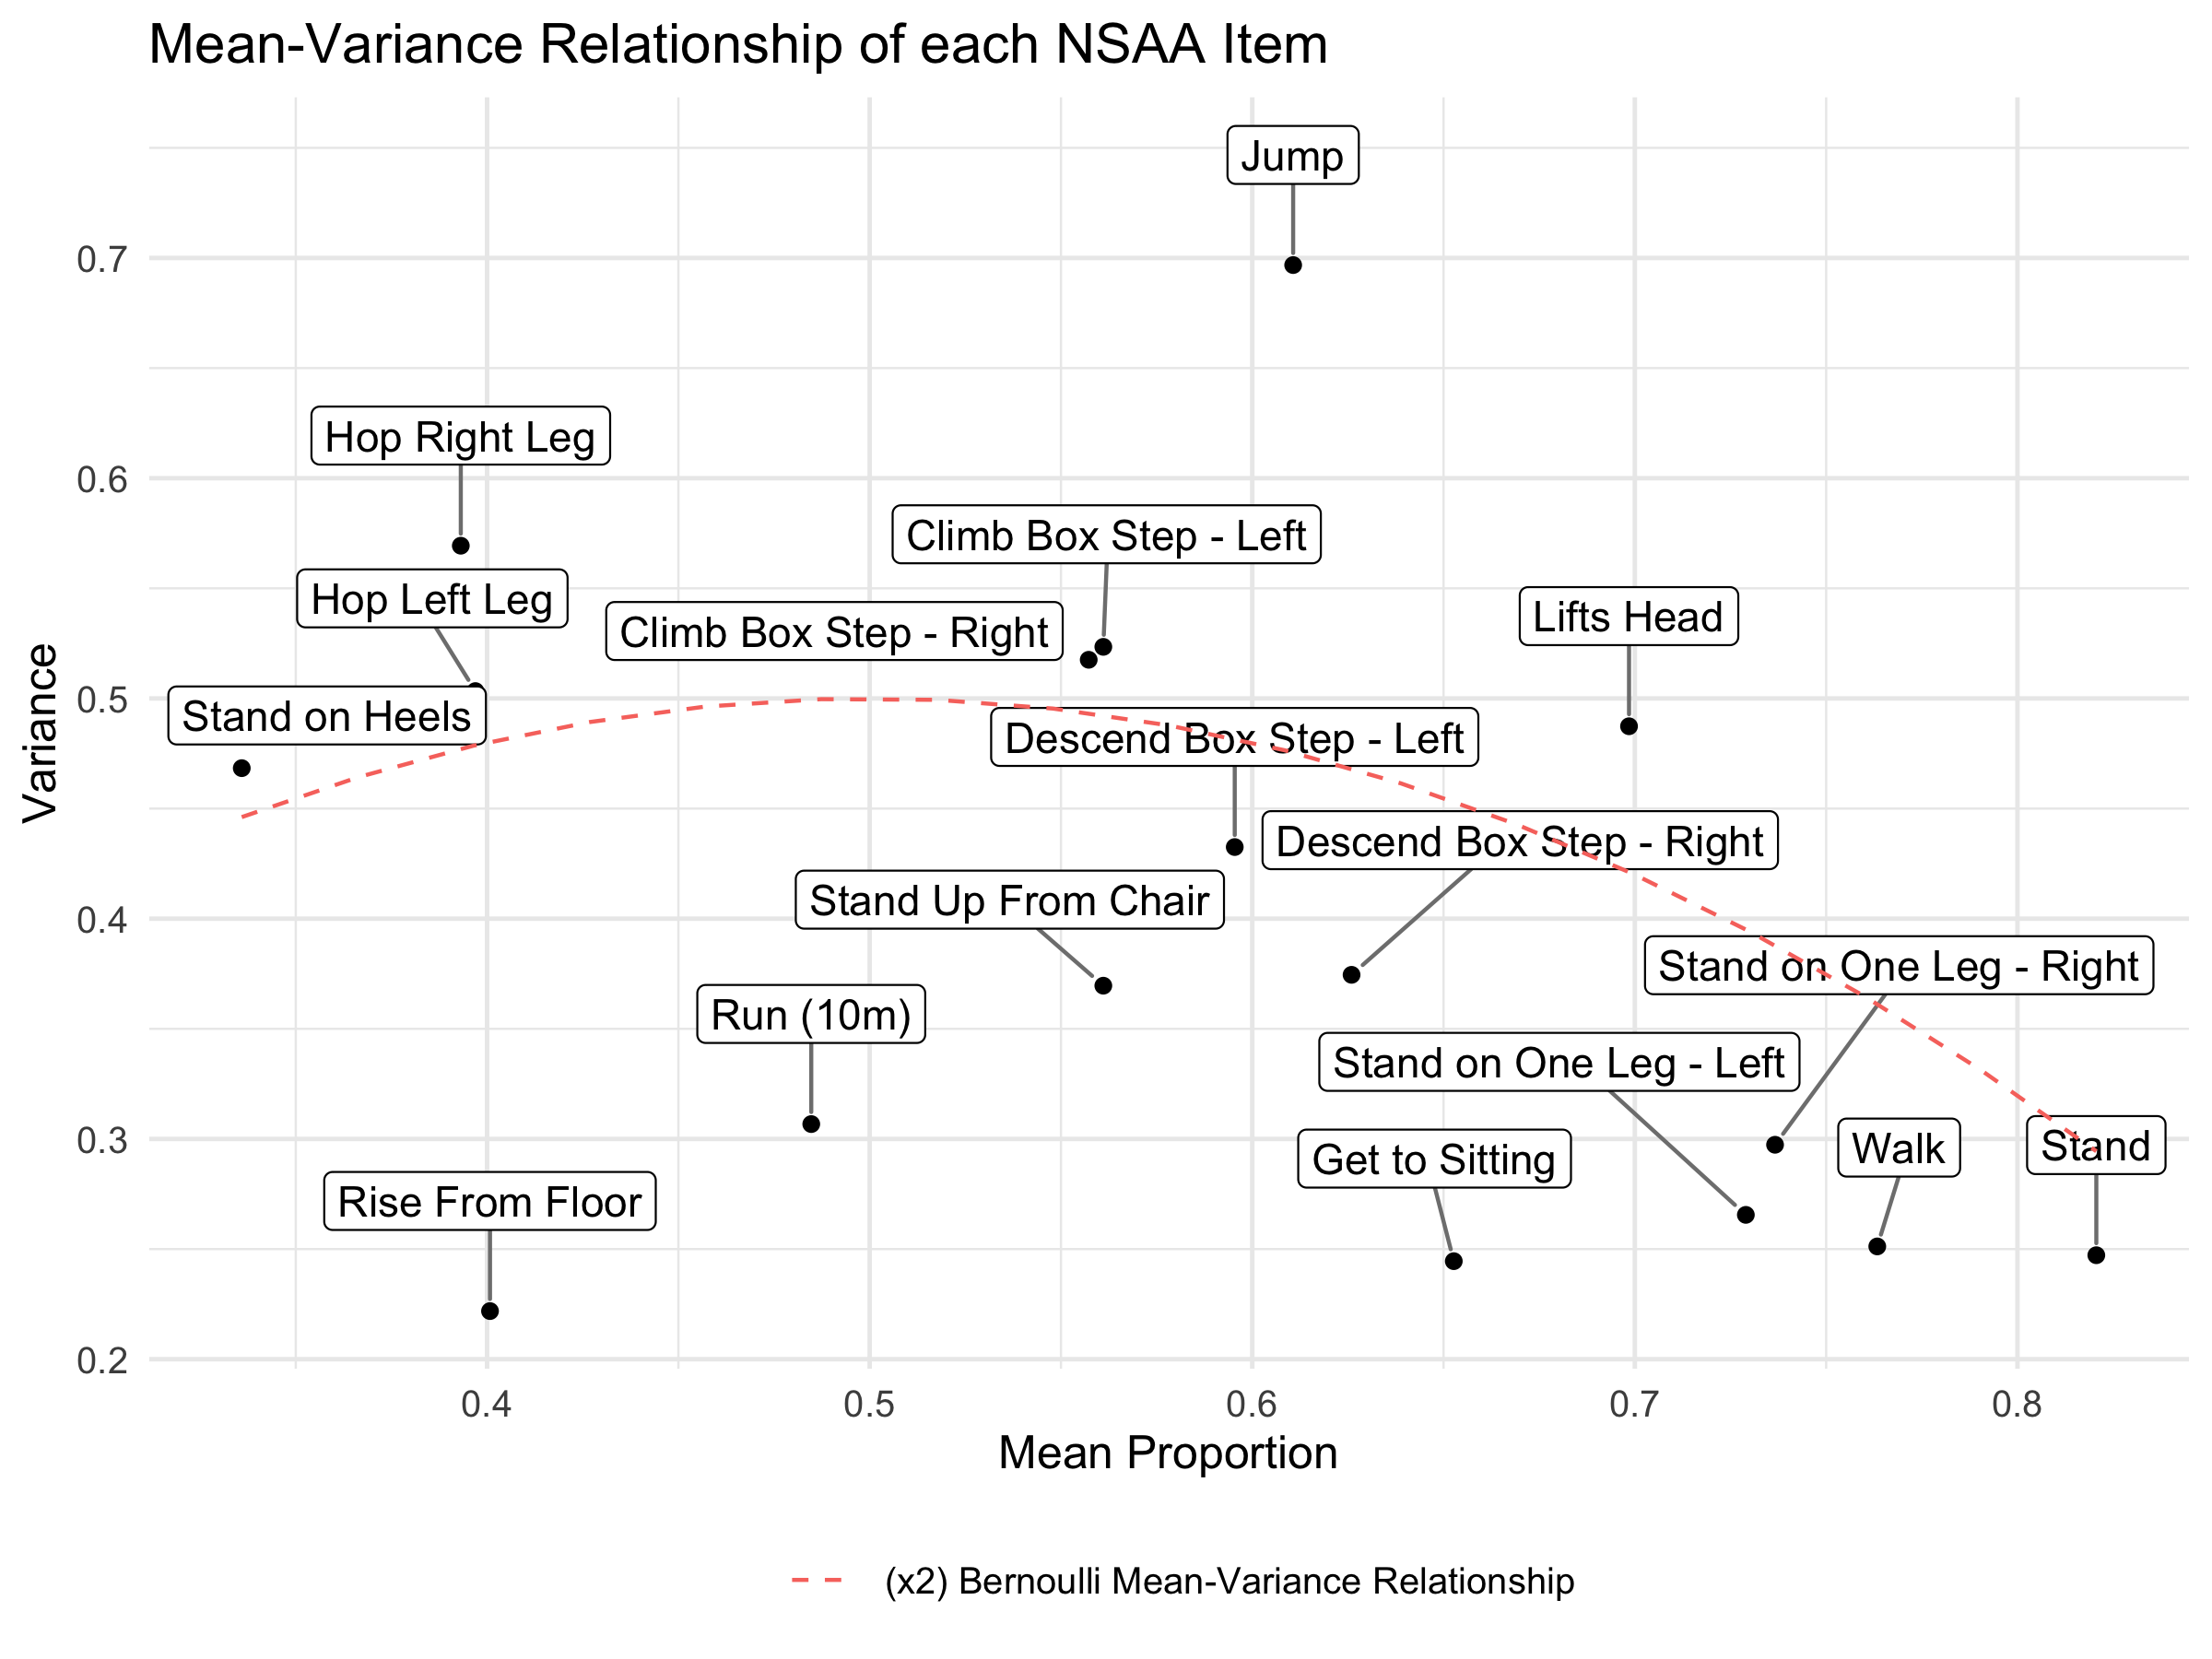 Mean-Variance Relationship of each NSAA Item
Jump
Hop Right Leg
Climb Box Step - Left
Hop Left Leg
Lifts Head
Climb Box Step - Right
Stand on Heels
Descend Box Step - Left
Descend Box Step - Right
Stand Up From Chair
Stand on One Leg - Right
Run (10m)
Stand on One Leg - Left
Walk
Stand
Get to Sitting
Rise From Floor
Variance
0.7
0.6
0.5
0.4
0.3
0.2
0.4
0.5
0.6
0.7
0.8
Mean Proportion
(x2) Bernoulli Mean-Variance Relationship